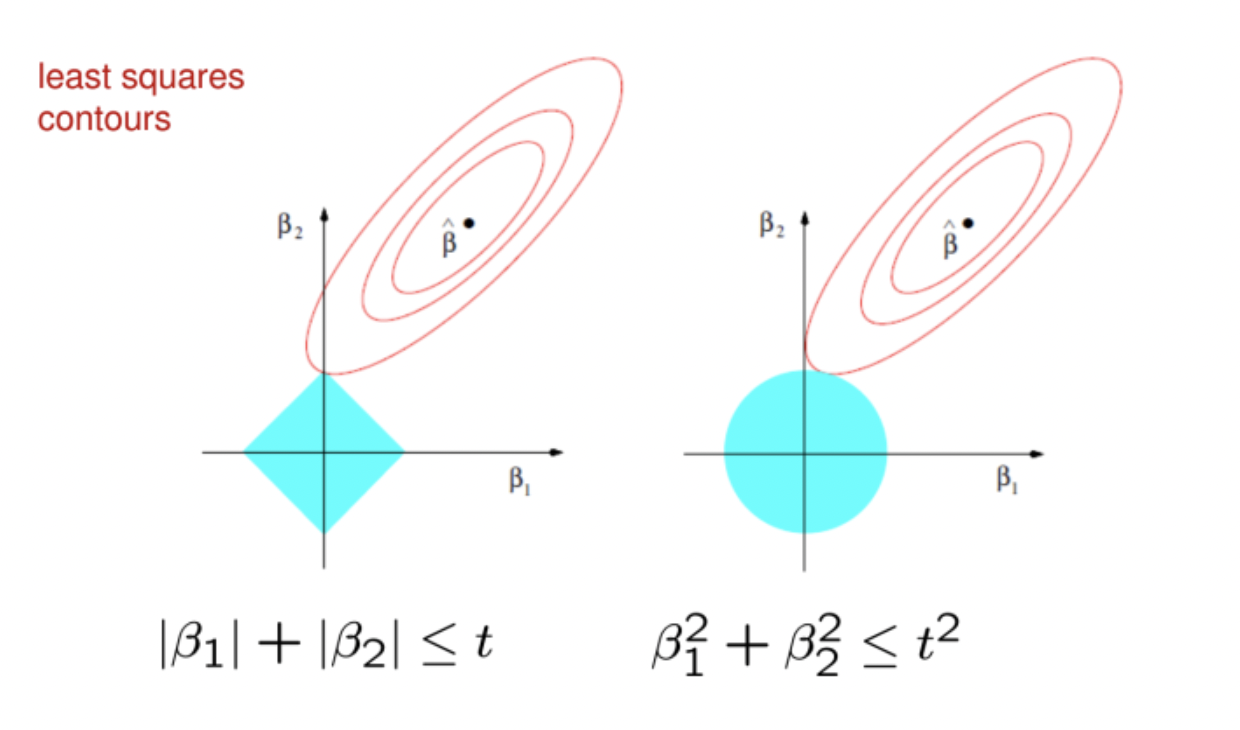 least squares
contours
β₂
β̂
β₁
|β₁| + |β₂| ≤ t
β₂
β̂
β₁
β₁² + β₂² ≤ t²